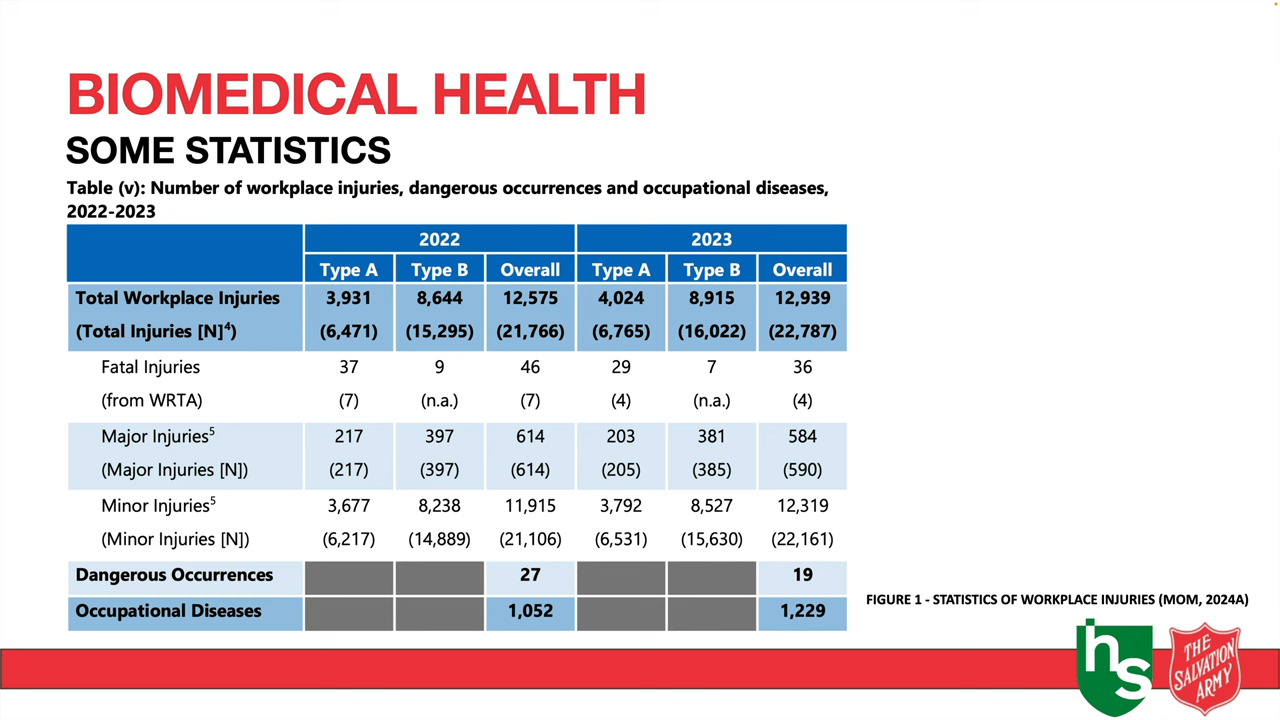 BIOMEDICAL HEALTH
SOME STATISTICS
Table (v): Number of workplace injuries, dangerous occurrences and occupational diseases,
2022-2023
2022 2023
Type A Type B Overall Type A Type B Overall
Total Workplace Injuries 3,931 8,644 12,575 4,024 8,915 12,939
(Total Injuries [N]⁴) (6,471) (15,295) (21,766) (6,765) (16,022) (22,787)
Fatal Injuries 37 9 46 29 7 36
(from WRTA) (7) (n.a.) (7) (4) (n.a.) (4)
Major Injuries⁵ 217 397 614 203 381 584
(Major Injuries [N]) (217) (397) (614) (205) (385) (590)
Minor Injuries⁵ 3,677 8,238 11,915 3,792 8,527 12,319
(Minor Injuries [N]) (6,217) (14,889) (21,106) (6,531) (15,630) (22,161)
Dangerous Occurrences 27 19
Occupational Diseases 1,052 1,229
FIGURE 1 - STATISTICS OF WORKPLACE INJURIES (MOM, 2024A)
hs
THE
SALVATION
ARMY